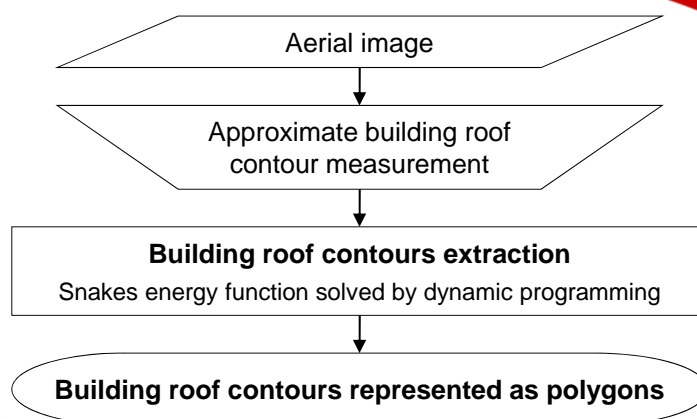 Aerial image
Approximate building roof
contour measurement
Building roof contours extraction
Snakes energy function solved by dynamic programming
Building roof contours represented as polygons